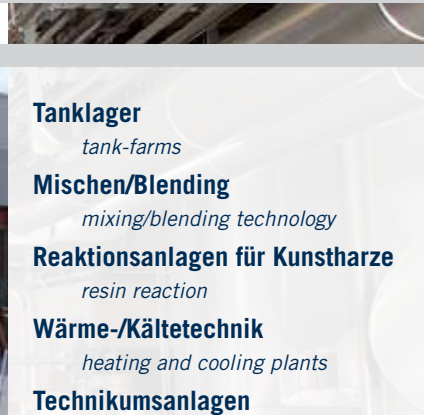 Tanklager
tank-farms
Mischen/Blending
mixing/blending technology
Reaktionsanlagen für Kunstharze
resin reaction
Wärme-/Kältetechnik
heating and cooling plants
Technikumsanlagen